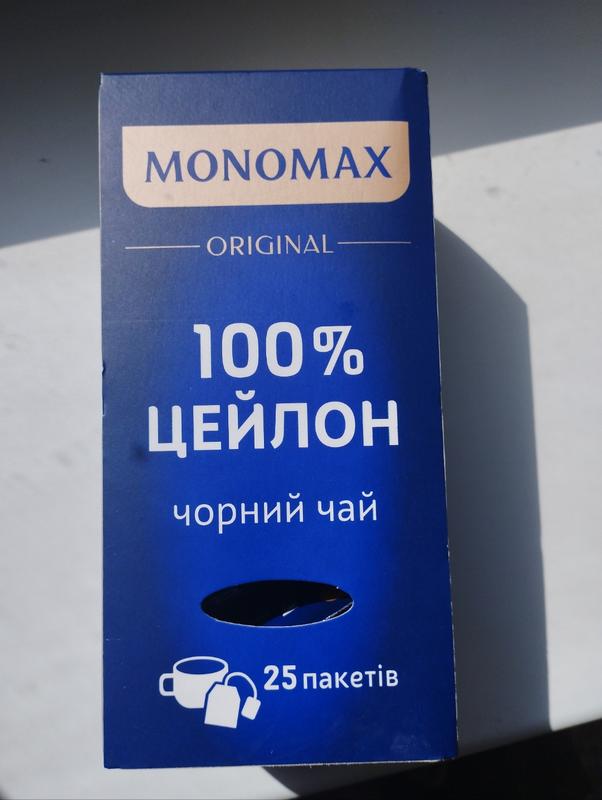 MONOMAX
ORIGINAL
100%
ЦЕЙЛОН
чорний чай
25 пакетів